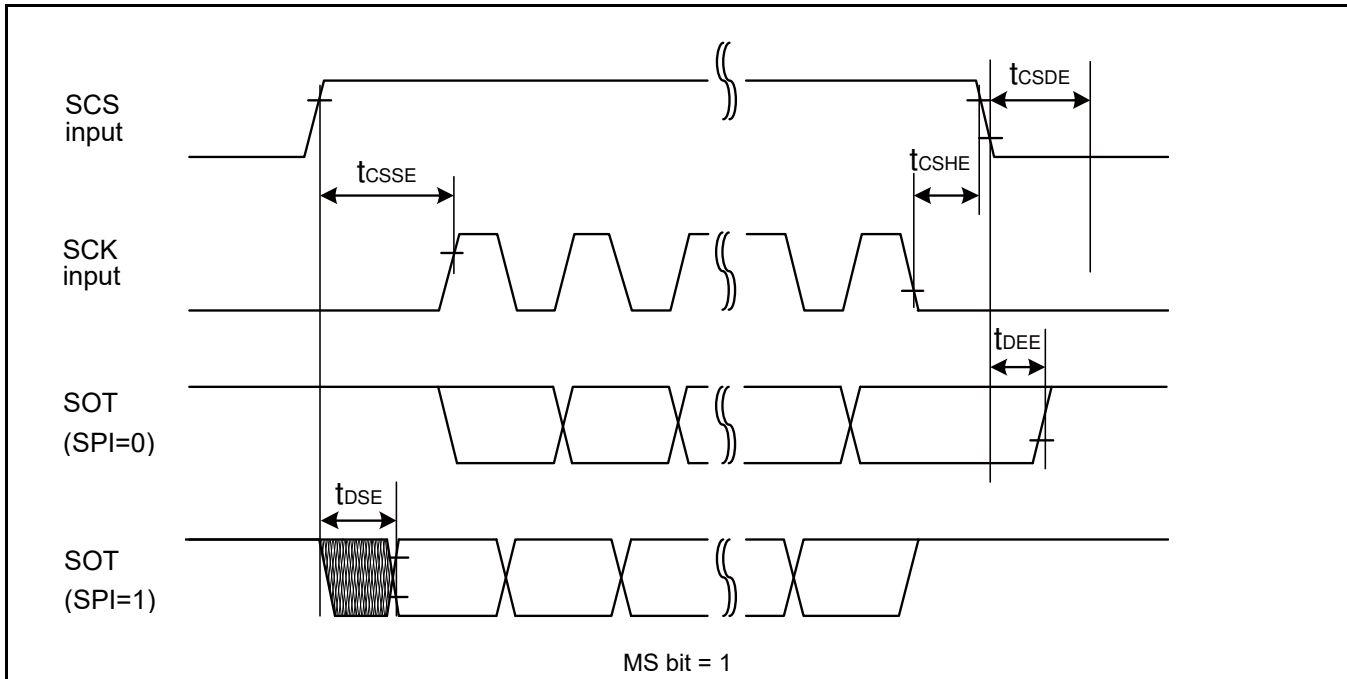 SCS
input
tCSDE
tCSSE
tCSHE
SCK
input
tDEE
SOT
(SPI=0)
tDSE
SOT
(SPI=1)
MS bit = 1